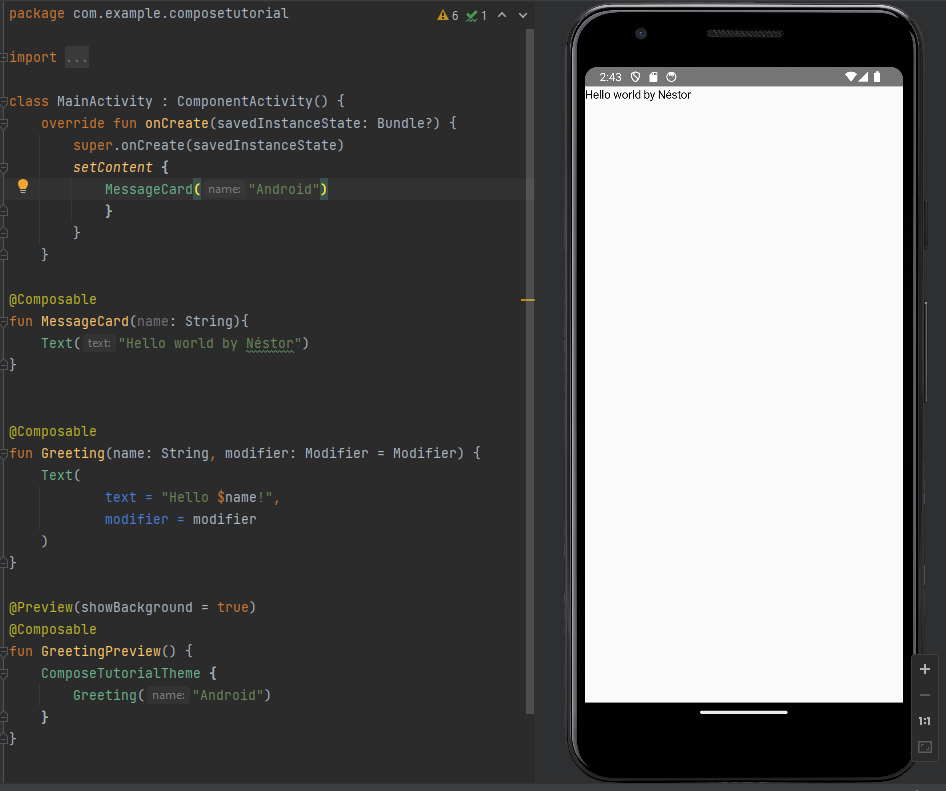 package com.example.composetutorial
6 1
import ...
class MainActivity : ComponentActivity() {
override fun onCreate(savedInstanceState: Bundle?) {
super.onCreate(savedInstanceState)
setContent {
MessageCard( name: "Android")
}
}
}
@Composable
fun MessageCard(name: String){
Text( text: "Hello world by Néstor")
}
@Composable
fun Greeting(name: String, modifier: Modifier = Modifier) {
Text(
text = "Hello $name!",
modifier = modifier
)
}
@Preview(showBackground = true)
@Composable
fun GreetingPreview() {
ComposeTutorialTheme {
Greeting( name: "Android")
}
}
2:43
Hello world by Néstor
1:1